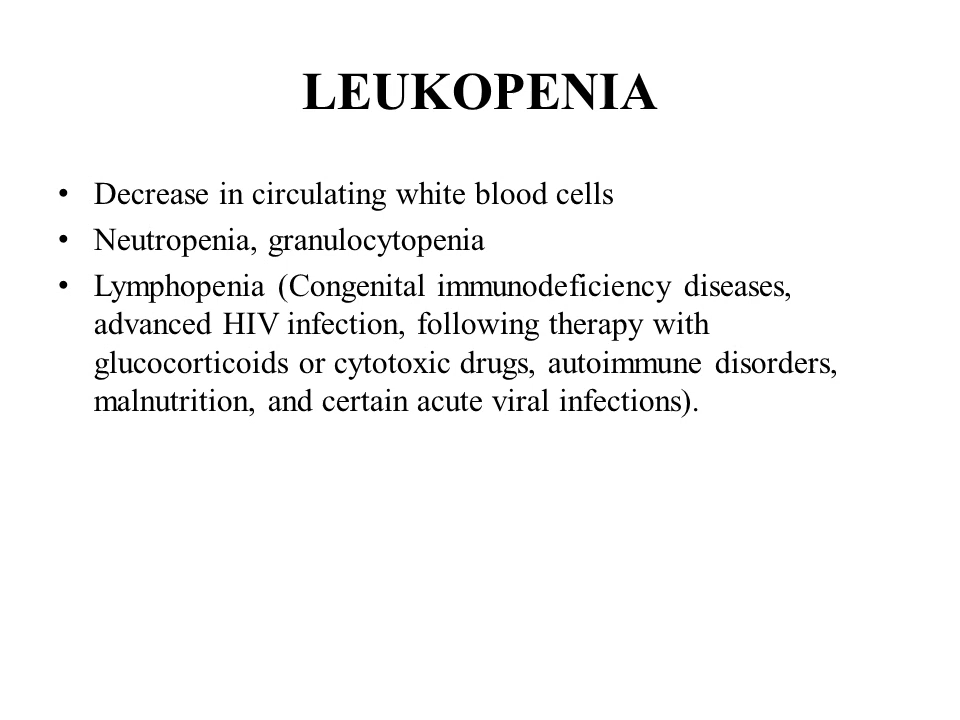 LEUKOPENIA
• Decrease in circulating white blood cells
• Neutropenia, granulocytopenia
• Lymphopenia (Congenital immunodeficiency diseases,
advanced HIV infection, following therapy with
glucocorticoids or cytotoxic drugs, autoimmune disorders,
malnutrition, and certain acute viral infections).